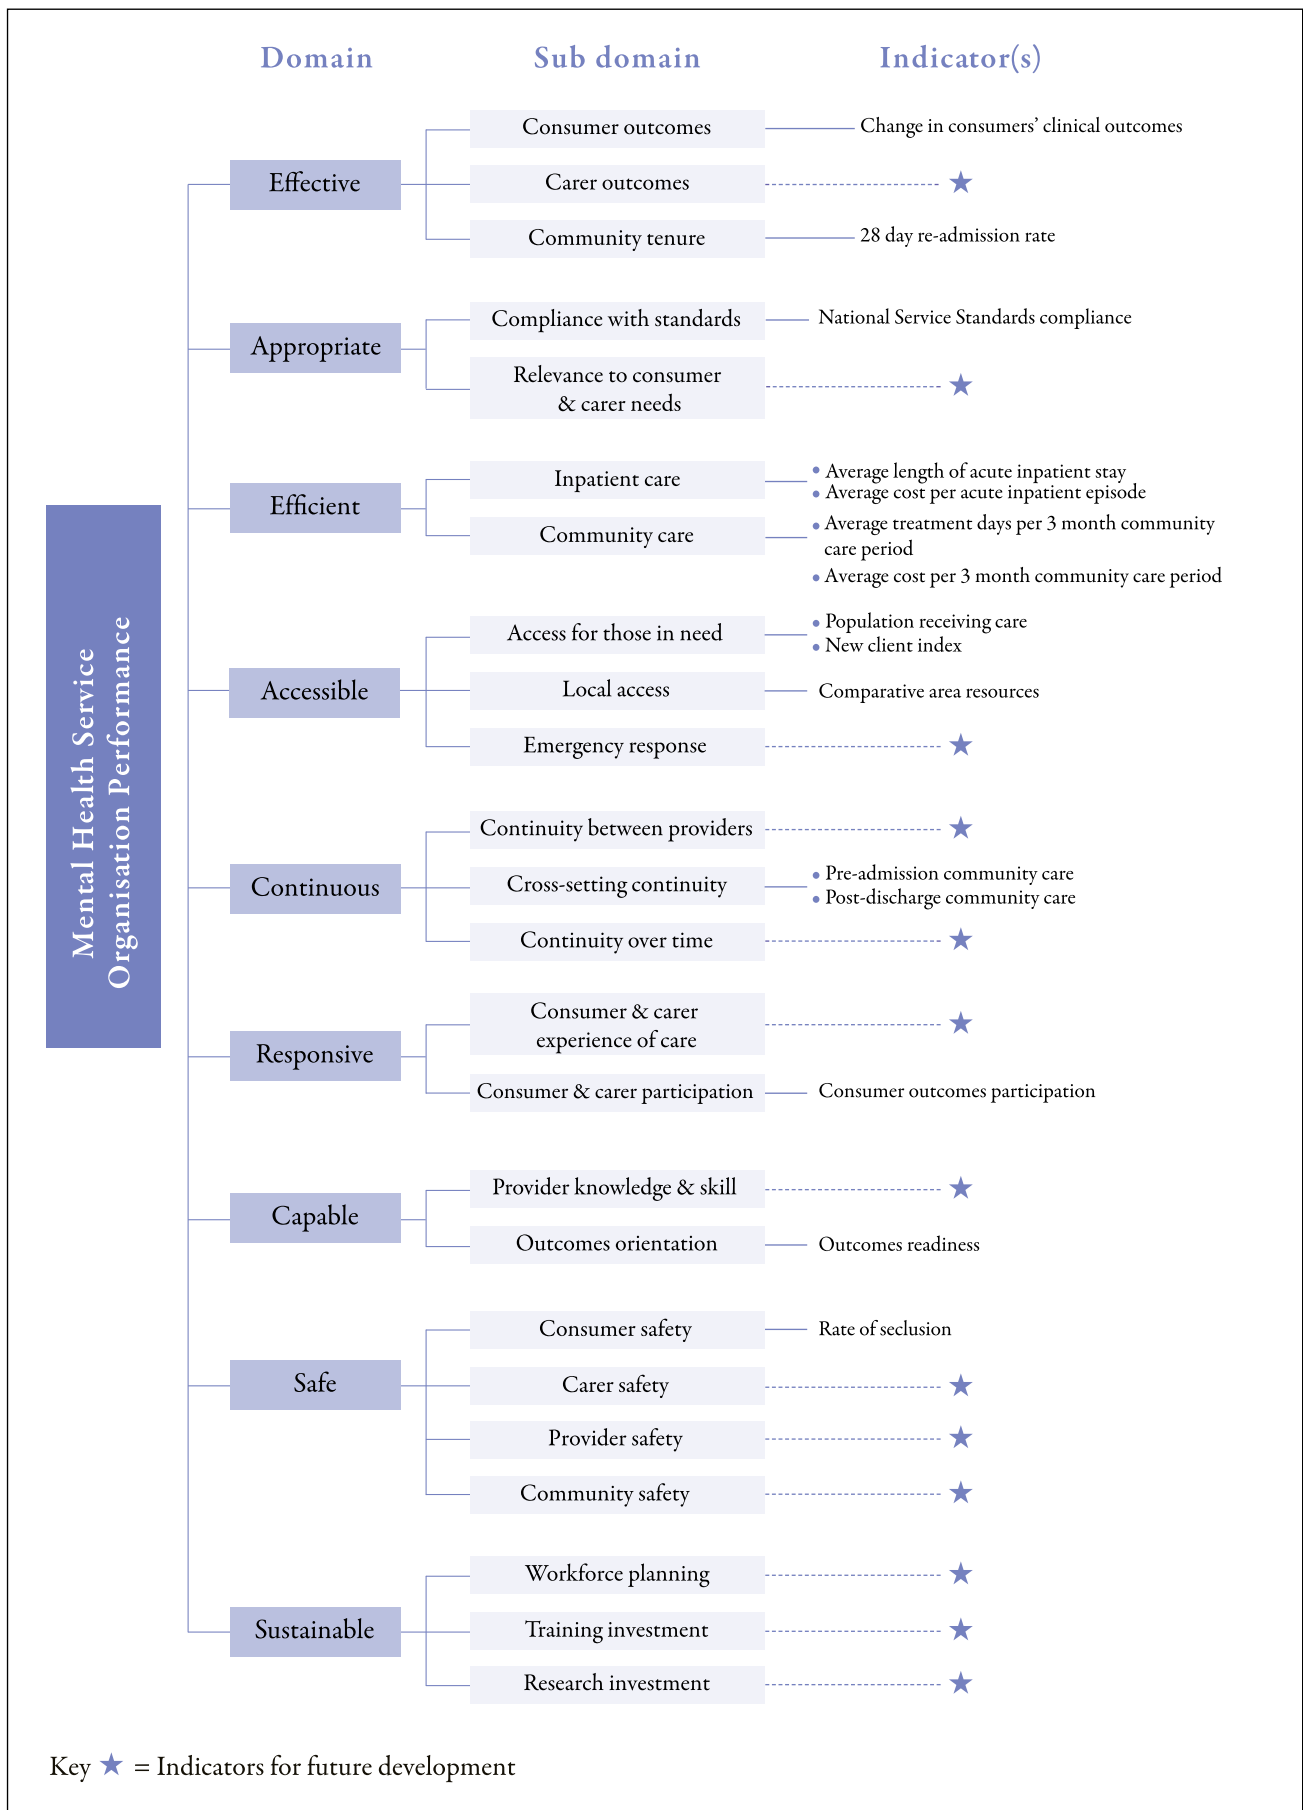 Domain
Sub domain
Indicator(s)
Mental Health Service
Organisation Performance
Effective
Consumer outcomes
Change in consumers’ clinical outcomes
Carer outcomes
★
Community tenure
28 day re-admission rate
Appropriate
Compliance with standards
National Service Standards compliance
Relevance to consumer
& carer needs
★
Efficient
Inpatient care
• Average length of acute inpatient stay
• Average cost per acute inpatient episode
Community care
• Average treatment days per 3 month community
care period
• Average cost per 3 month community care period
Accessible
Access for those in need
• Population receiving care
• New client index
Local access
Comparative area resources
Emergency response
★
Continuous
Continuity between providers
★
Cross-setting continuity
• Pre-admission community care
• Post-discharge community care
Continuity over time
★
Responsive
Consumer & carer
experience of care
★
Consumer & carer participation
Consumer outcomes participation
Capable
Provider knowledge & skill
★
Outcomes orientation
Outcomes readiness
Safe
Consumer safety
Rate of seclusion
Carer safety
★
Provider safety
★
Community safety
★
Sustainable
Workforce planning
★
Training investment
★
Research investment
★
Key ★ = Indicators for future development